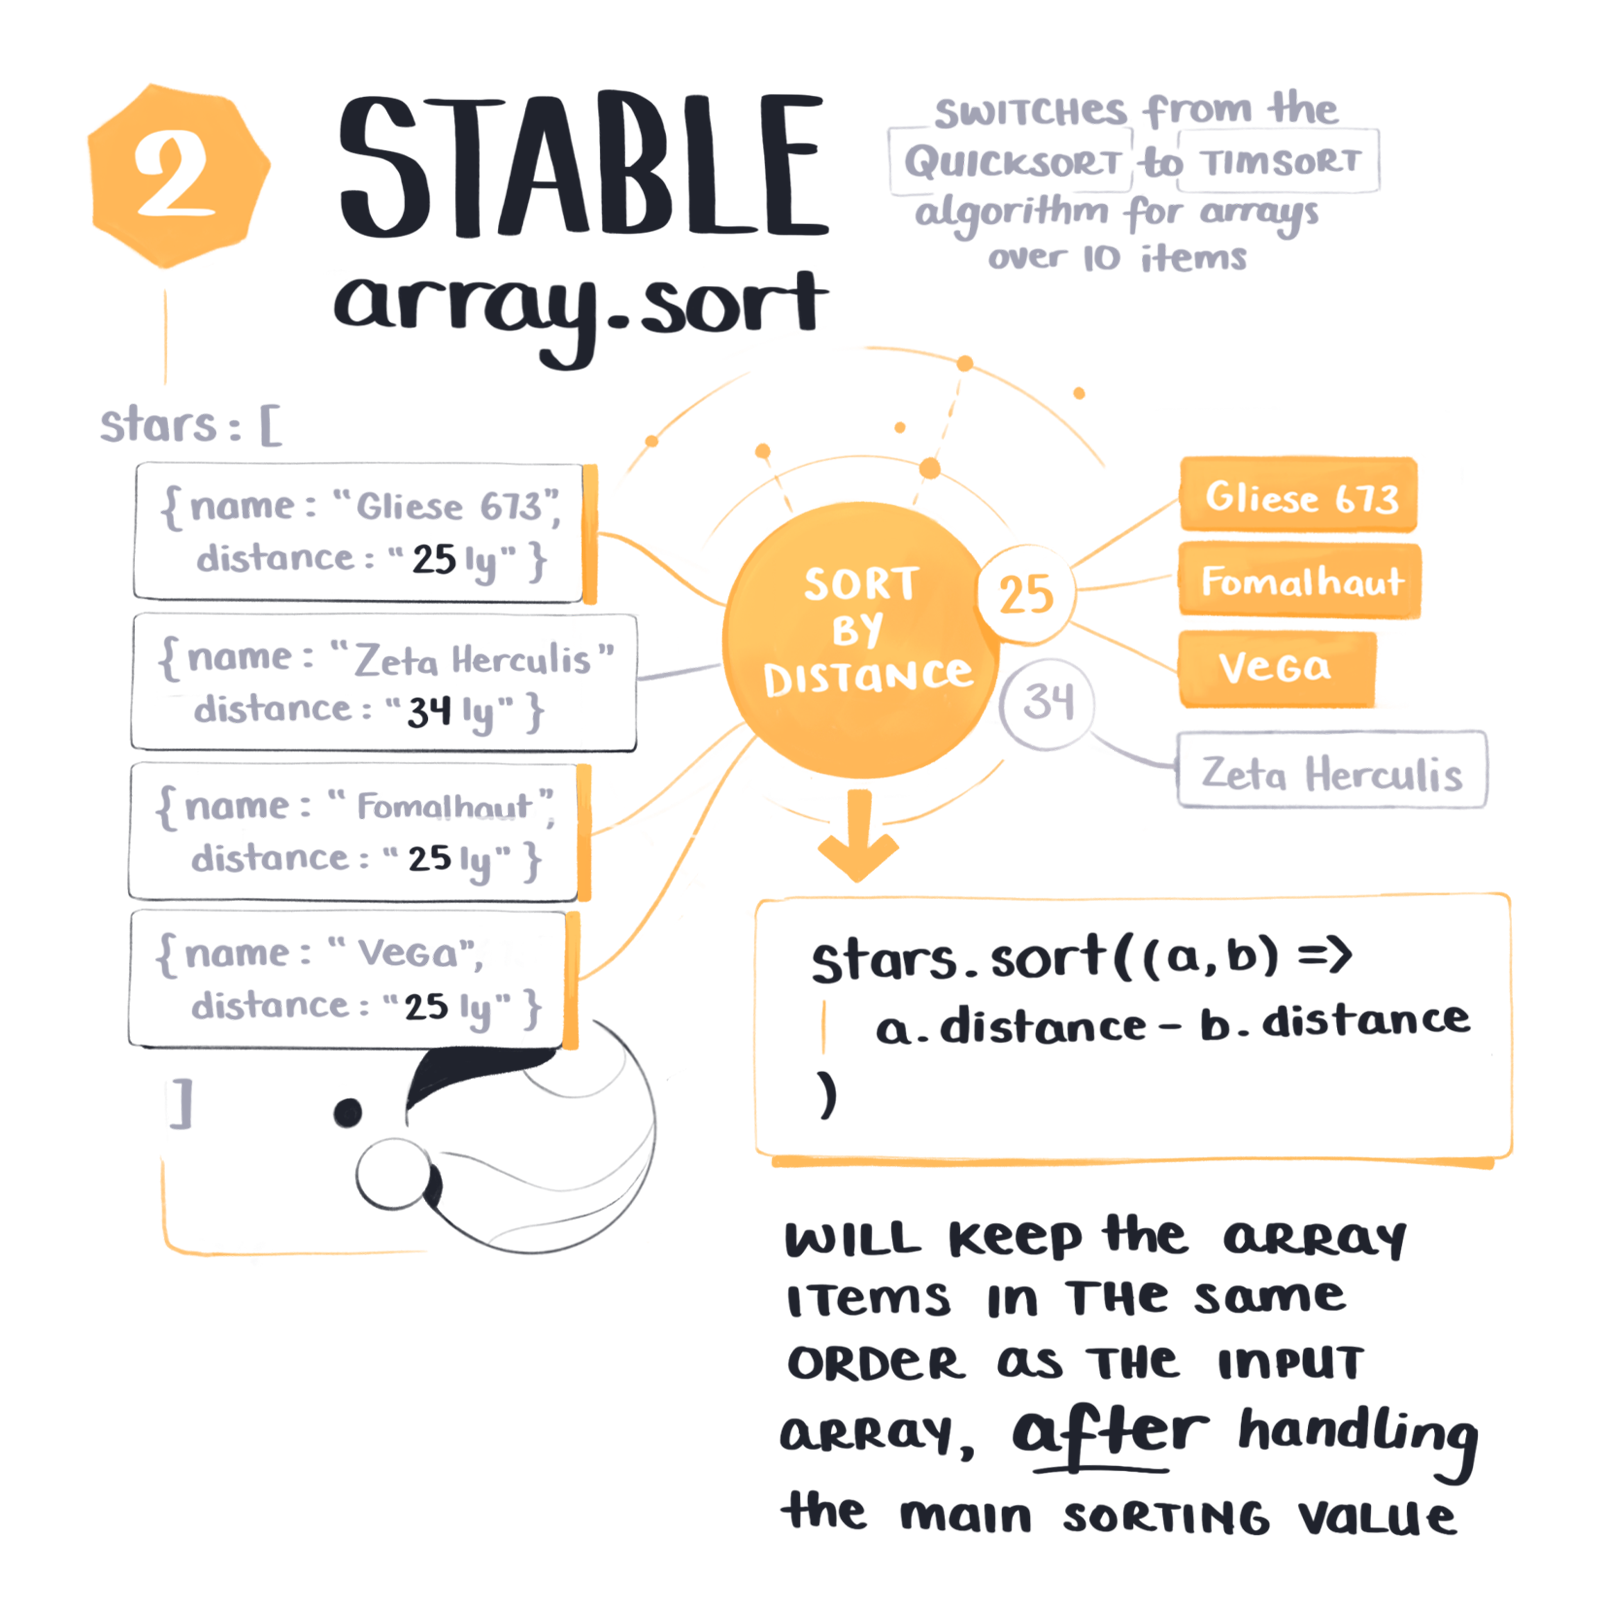 2
STABLE
array.sort
SWITCHes from the
QUICKSORT to TIMSORT
algorithm for arrays
over 10 items
stars: [
{ name: "Gliese 673",
distance: "25 ly" }
{ name: "Zeta Herculis"
distance: "34 ly" }
{ name: "Fomalhaut",
distance: "25 ly" }
{ name: "Vega",
distance: "25 ly" }
]
SORT
BY
DISTANCE
25
34
Gliese 673
Fomalhaut
Vega
Zeta Herculis
stars.sort((a,b) =>
a.distance - b.distance
)
WILL Keep the ARRAY
ITems In THe same
ORDeR as THe InPUT
ARRay, after handling
the main SORTING VaLUe